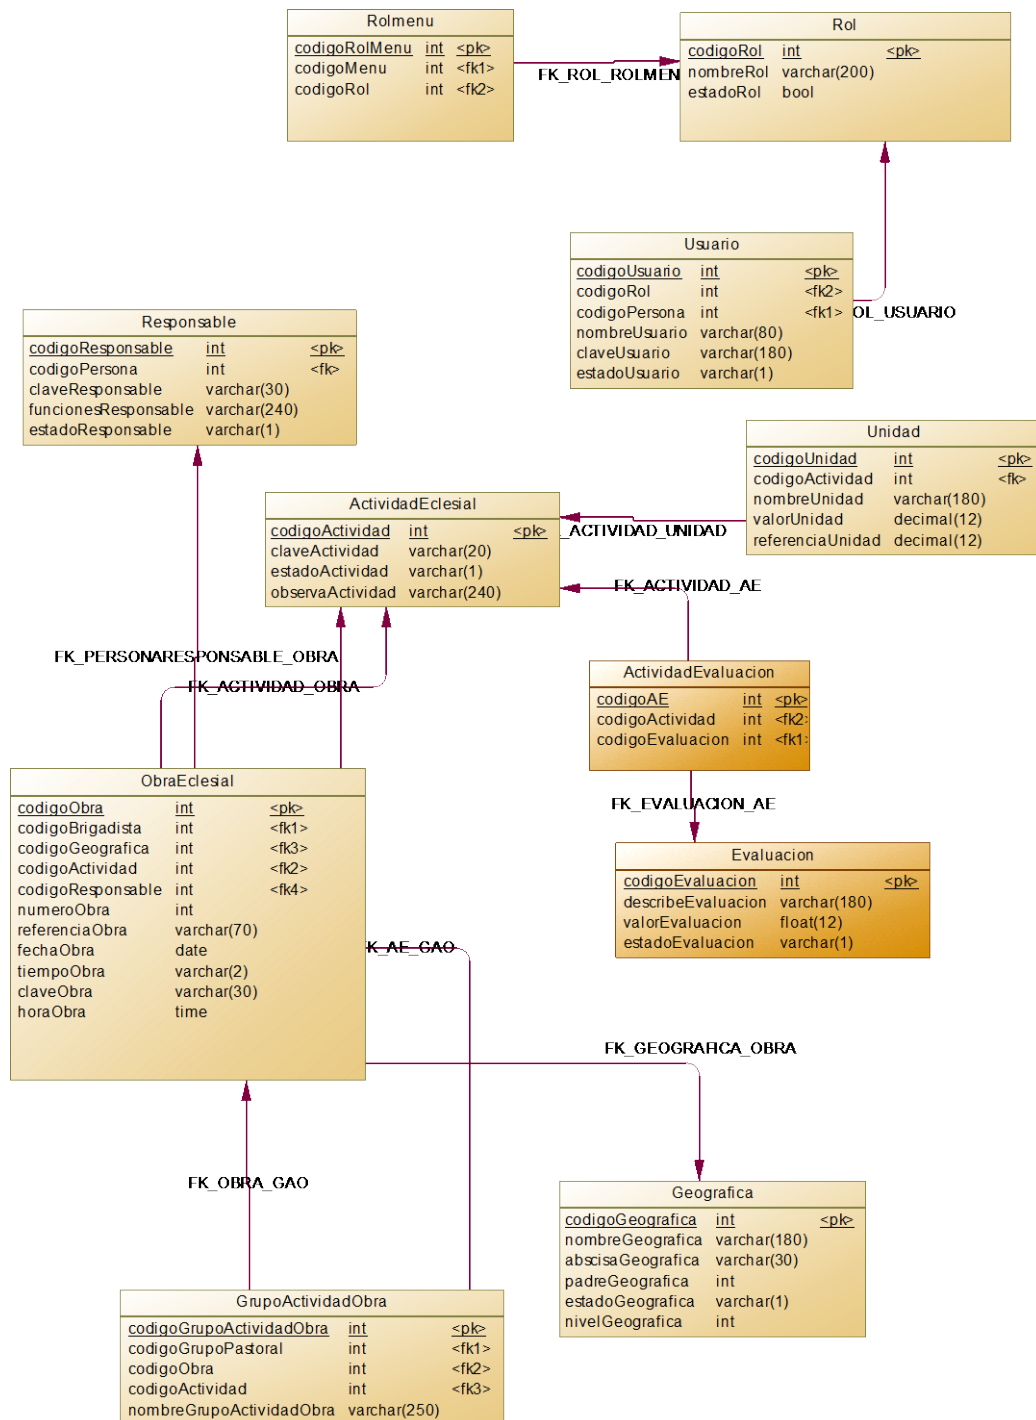 Rolmenu
codigoRolMenu int <pk>
codigoMenu int <fk1>
codigoRol int <fk2>
FK_ROL_ROLMEN
Rol
codigoRol int <pk>
nombreRol varchar(200)
estadoRol bool
Usuario
codigoUsuario int <pk>
codigoRol int <fk2>
codigoPersona int <fk1>
nombreUsuario varchar(80)
claveUsuario varchar(180)
estadoUsuario varchar(1)
OL_USUARIO
Responsable
codigoResponsable int <pk>
codigoPersona int <fk>
claveResponsable varchar(30)
funcionesResponsable varchar(240)
estadoResponsable varchar(1)
Unidad
codigoUnidad int <pk>
codigoActividad int <fk>
nombreUnidad varchar(180)
valorUnidad decimal(12)
referenciaUnidad decimal(12)
ActividadEclesial
codigoActividad int <pk>
claveActividad varchar(20)
estadoActividad varchar(1)
observaActividad varchar(240)
_ACTIVIDAD_UNIDAD
FK_ACTIVIDAD_AE
FK_PERSONARESPONSABLE_OBRA
FK_ACTIVIDAD_OBRA
ActividadEvaluacion
codigoAE int <pk>
codigoActividad int <fk2>
codigoEvaluacion int <fk1>
FK_EVALUACION_AE
ObraEclesial
codigoObra int <pk>
codigoBrigadista int <fk1>
codigoGeografica int <fk3>
codigoActividad int <fk2>
codigoResponsable int <fk4>
numeroObra int
referenciaObra varchar(70)
fechaObra date
tiempoObra varchar(2)
claveObra varchar(30)
horaObra time
Evaluacion
codigoEvaluacion int <pk>
describeEvaluacion varchar(180)
valorEvaluacion float(12)
estadoEvaluacion varchar(1)
K_AE_GAO
FK_GEOGRAFICA_OBRA
FK_OBRA_GAO
Geografica
codigoGeografica int <pk>
nombreGeografica varchar(180)
abscisaGeografica varchar(30)
padreGeografica int
estadoGeografica varchar(1)
nivelGeografica int
GrupoActividadObra
codigoGrupoActividadObra int <pk>
codigoGrupoPastoral int <fk1>
codigoObra int <fk2>
codigoActividad int <fk3>
nombreGrupoActividadObra varchar(250)